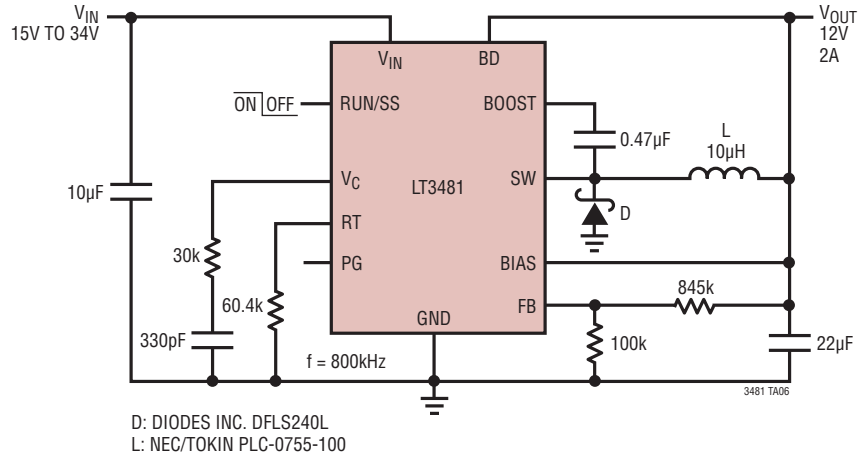 VIN
15V TO 34V
VOUT
12V
2A
VIN
BD
ON OFF
RUN/SS
BOOST
0.47µF
L
10µH
10µF
VC
LT3481
SW
RT
D
30k
PG
BIAS
60.4k
FB
845k
GND
330pF
f = 800kHz
100k
22µF
3481 TA06
D: DIODES INC. DFLS240L
L: NEC/TOKIN PLC-0755-100